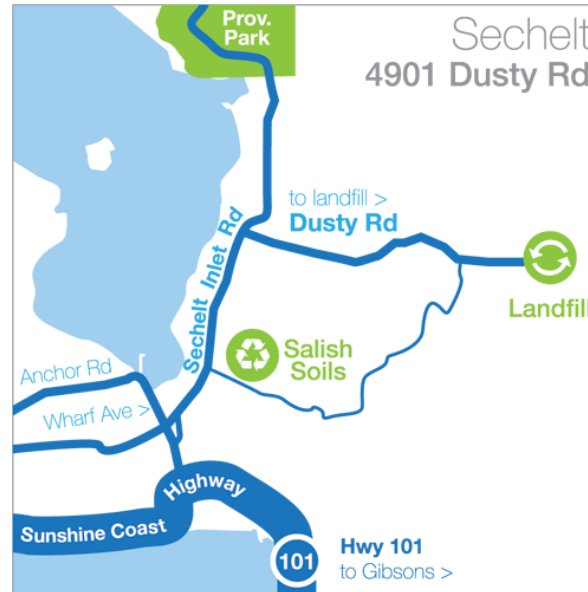 Prov.
Park
Sechelt
4901 Dusty Rd
to landfill >
Dusty Rd
Sechelt Inlet Rd
Landfill
Salish
Soils
Anchor Rd
Wharf Ave >
Highway
Sunshine Coast
101
Hwy 101
to Gibsons >